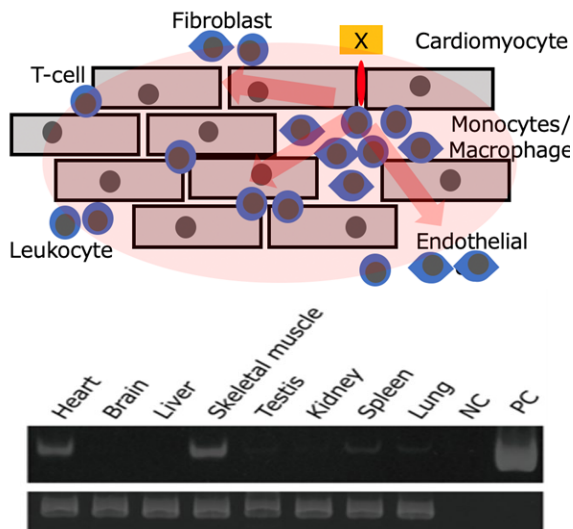 Fibroblast
X
Cardiomyocyte
T-cell
Monocytes/
Macrophage
Leukocyte
Endothelial
Heart
Brain
Liver
Skeletal muscle
Testis
Kidney
Spleen
Lung
NC
PC